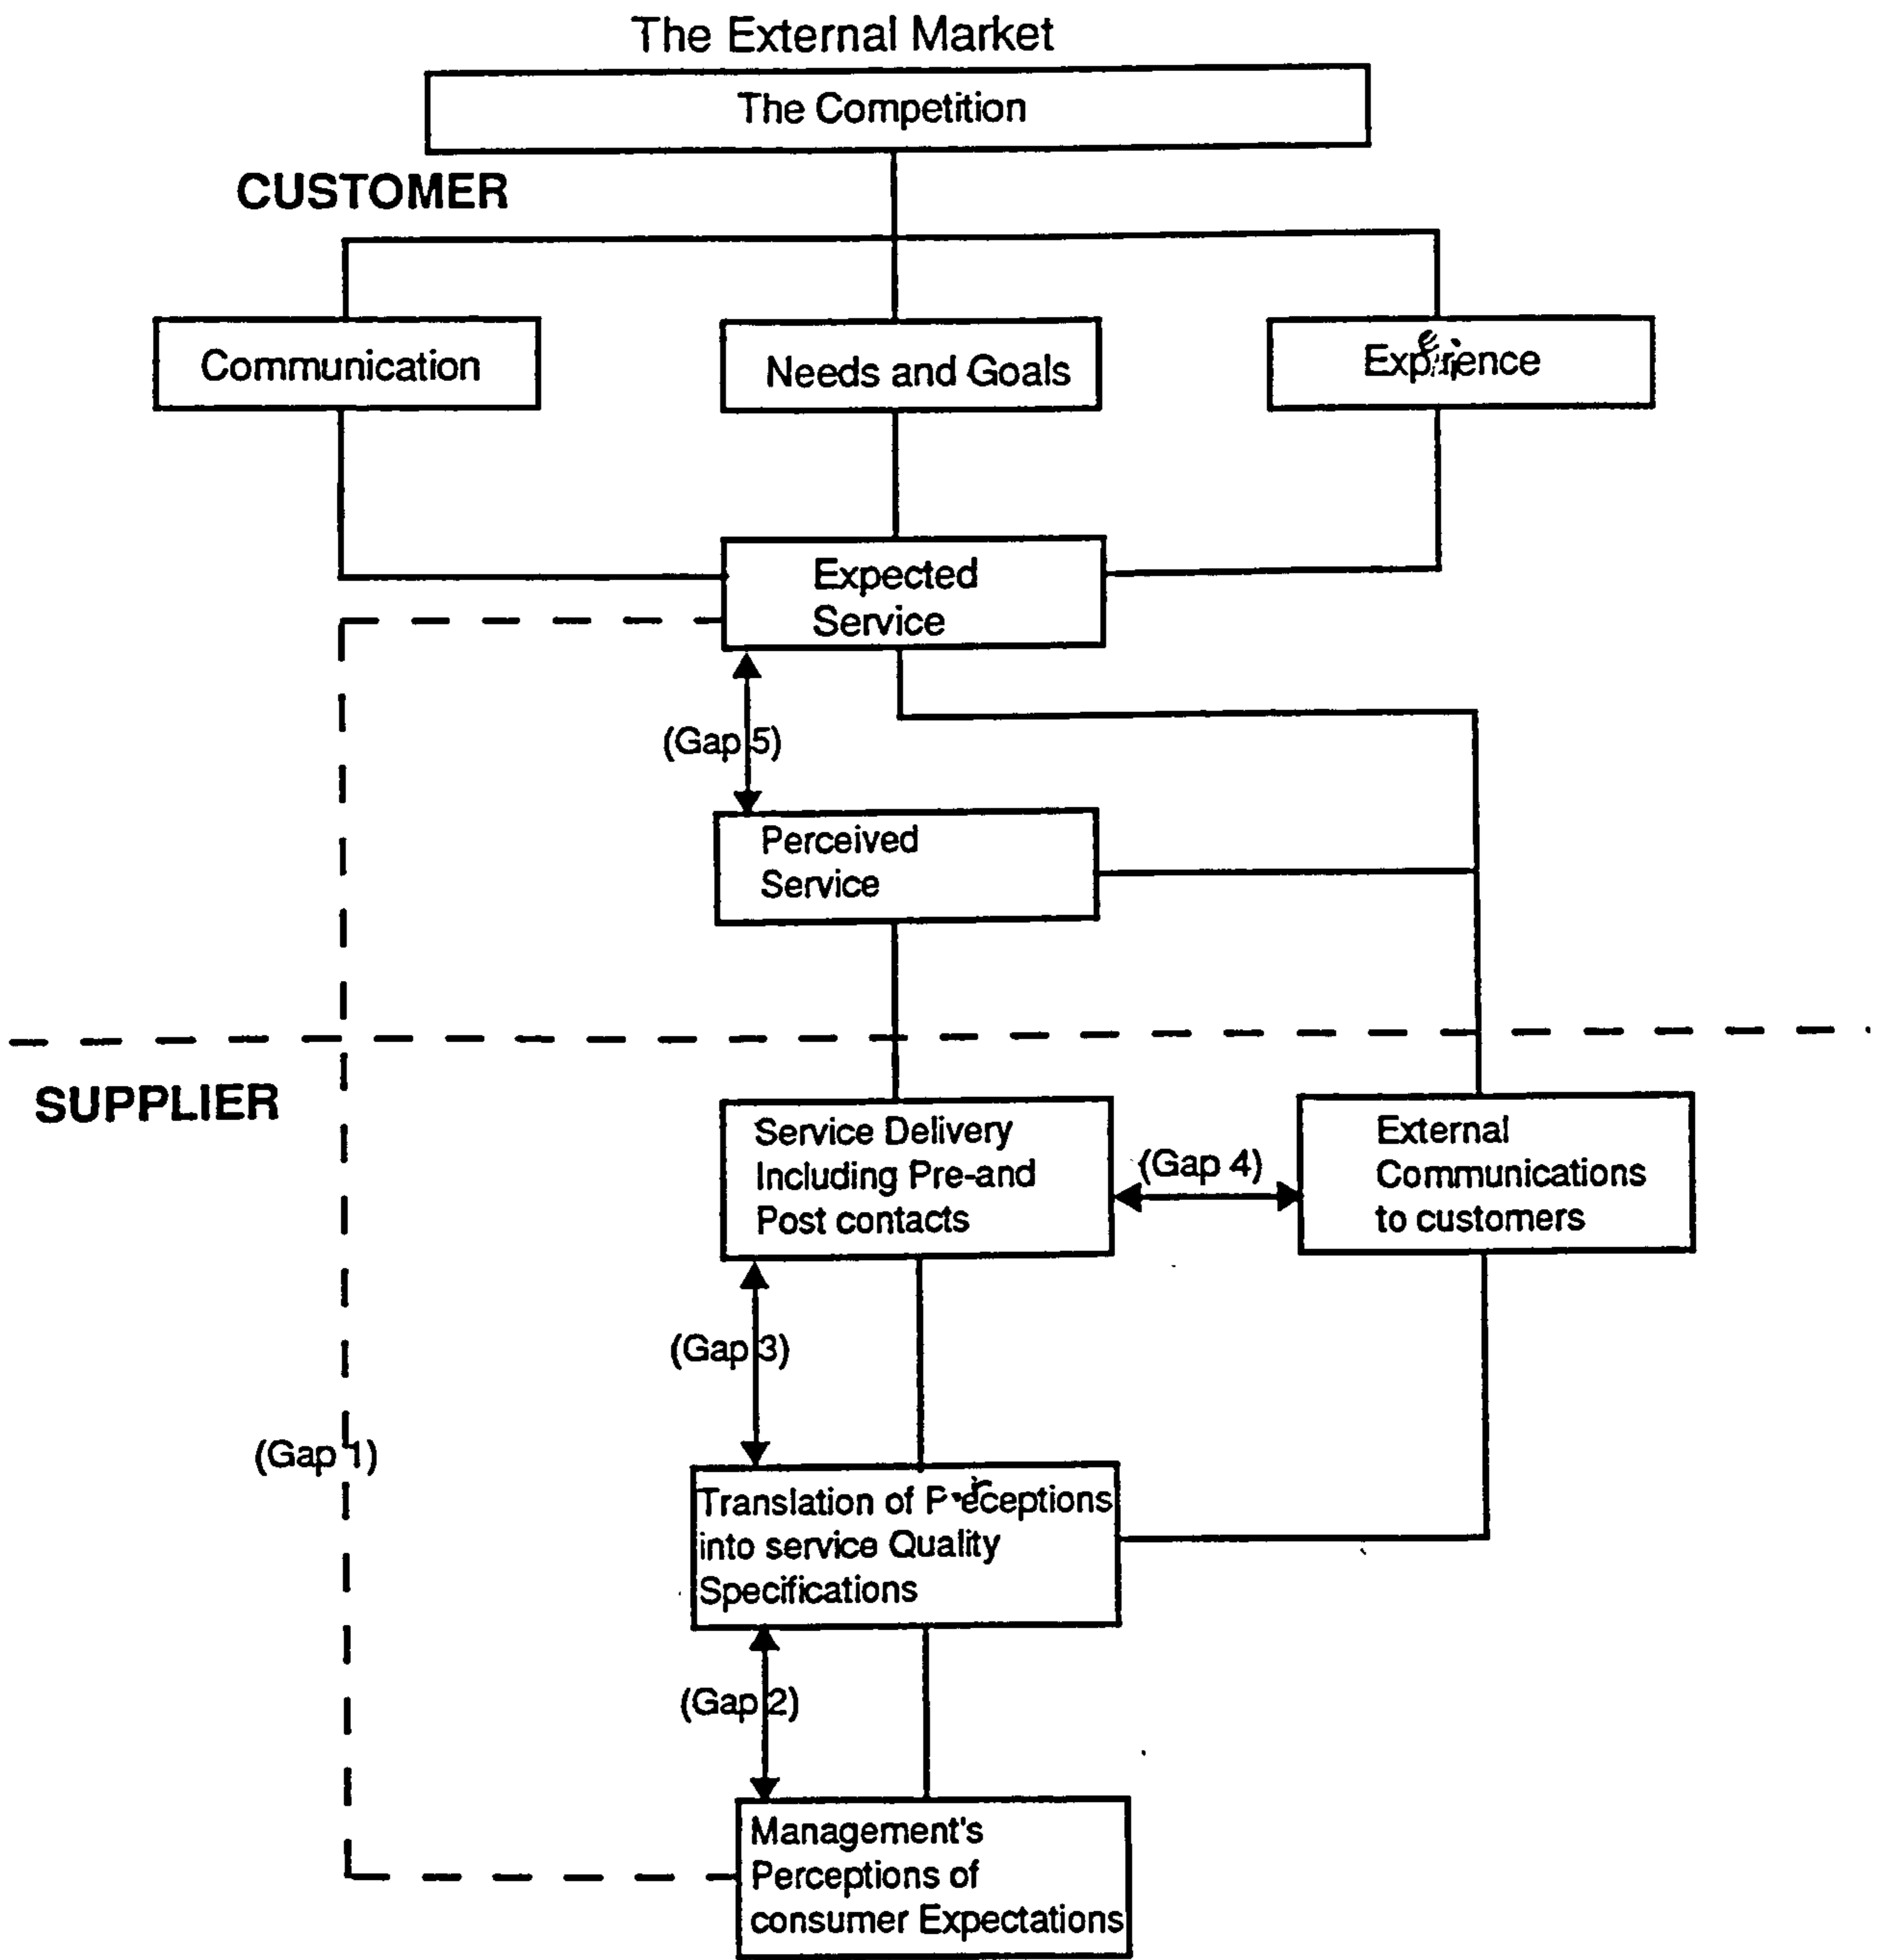 The External Market
The Competition
CUSTOMER
Communication
Needs and Goals
Experience
Expected
Service
(Gap 5)
Perceived
Service
SUPPLIER
Service Delivery
Including Pre-and
Post contacts
(Gap 4)
External
Communications
to customers
(Gap 3)
(Gap 1)
Translation of Perceptions
into service Quality
Specifications
(Gap 2)
Management's
Perceptions of
consumer Expectations